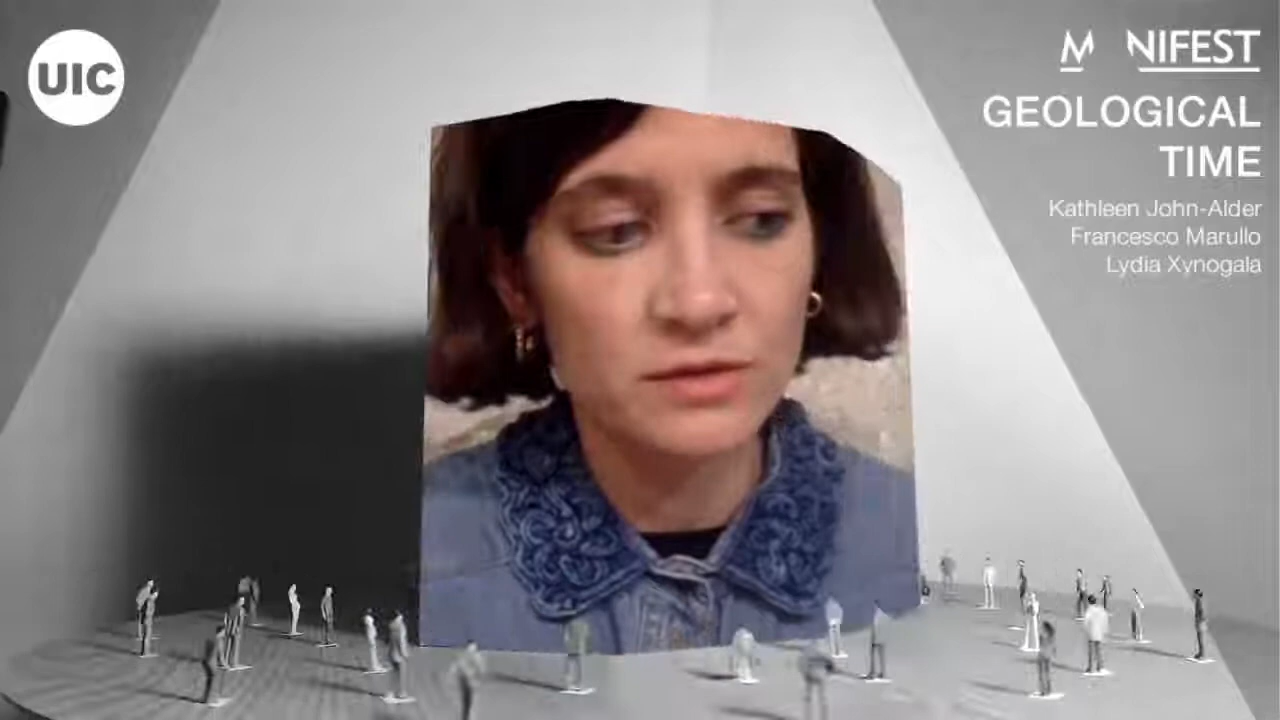 UIC
M NIFEST
GEOLOGICAL
TIME
Kathleen John-Alder
Francesco Marullo
Lydia Xynogala